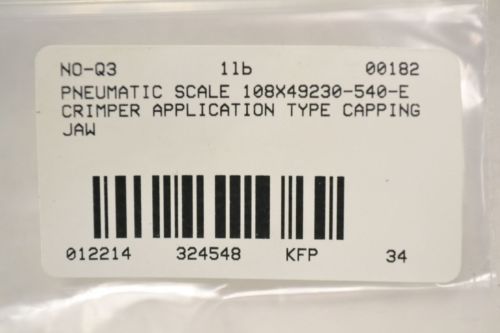 NO-Q3 1lb 00182
PNEUMATIC SCALE 108X49230-540-E
CRIMPER APPLICATION TYPE CAPPING
JAW
012214 324548 KFP 34